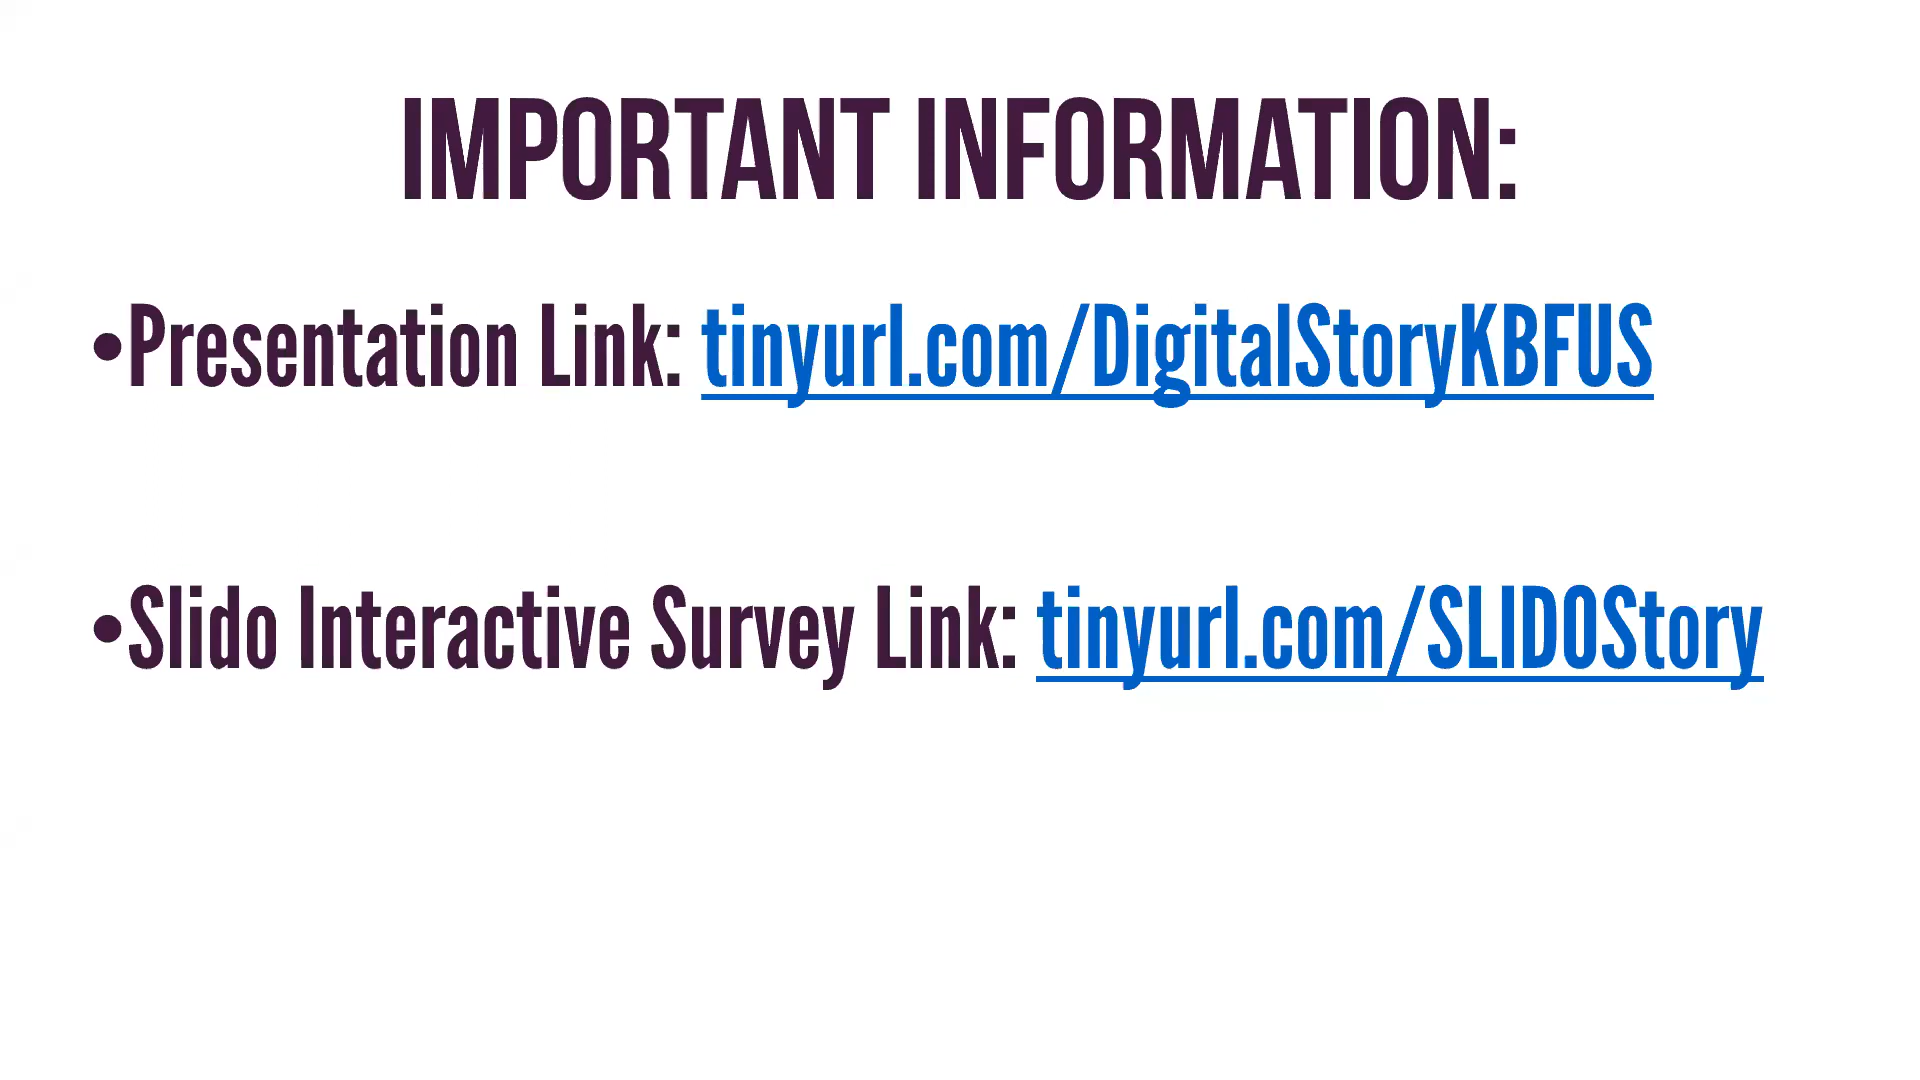 IMPORTANT INFORMATION:
•Presentation Link: tinyurl.com/DigitalStoryKBFUS
•Slido Interactive Survey Link: tinyurl.com/SLIDOStory